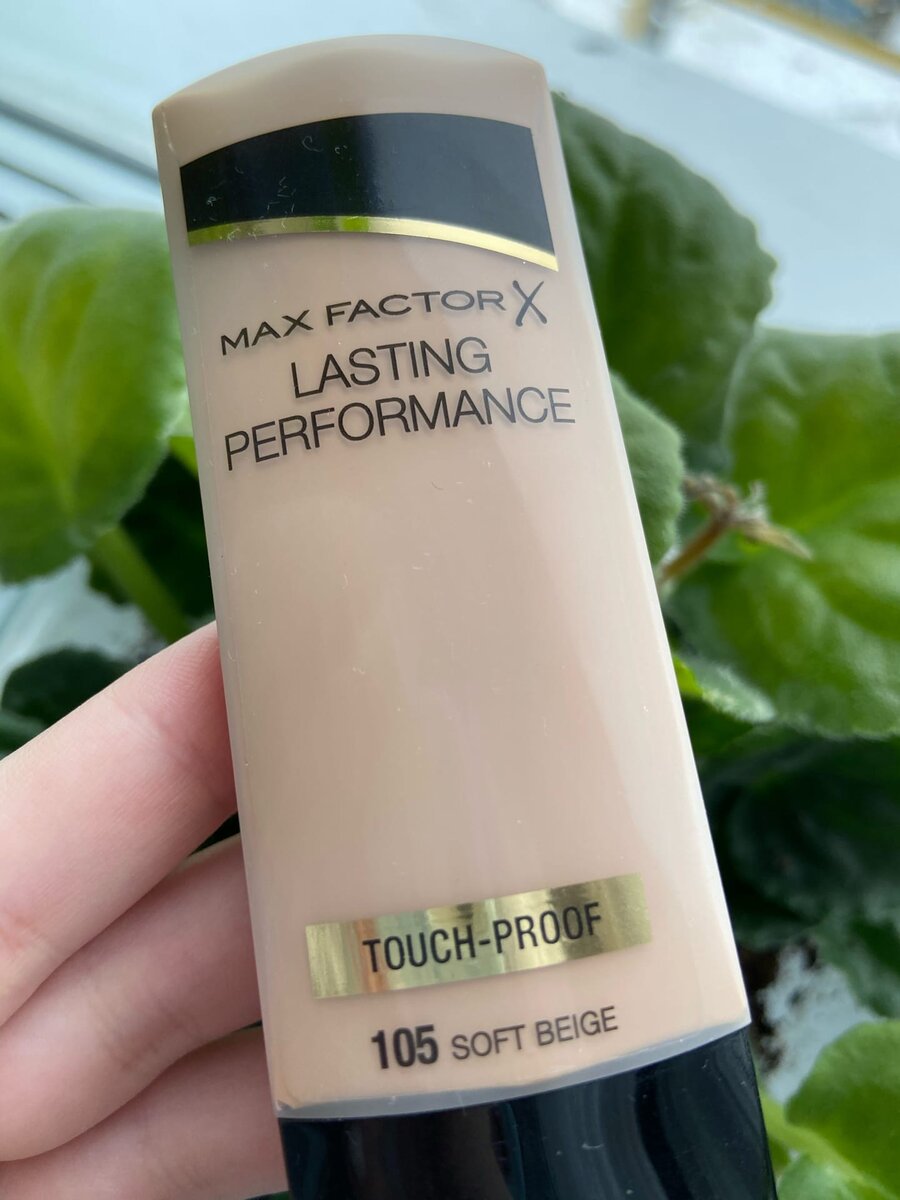 MAX FACTOR X
LASTING
PERFORMANCE
TOUCH-PROOF
105 SOFT BEIGE